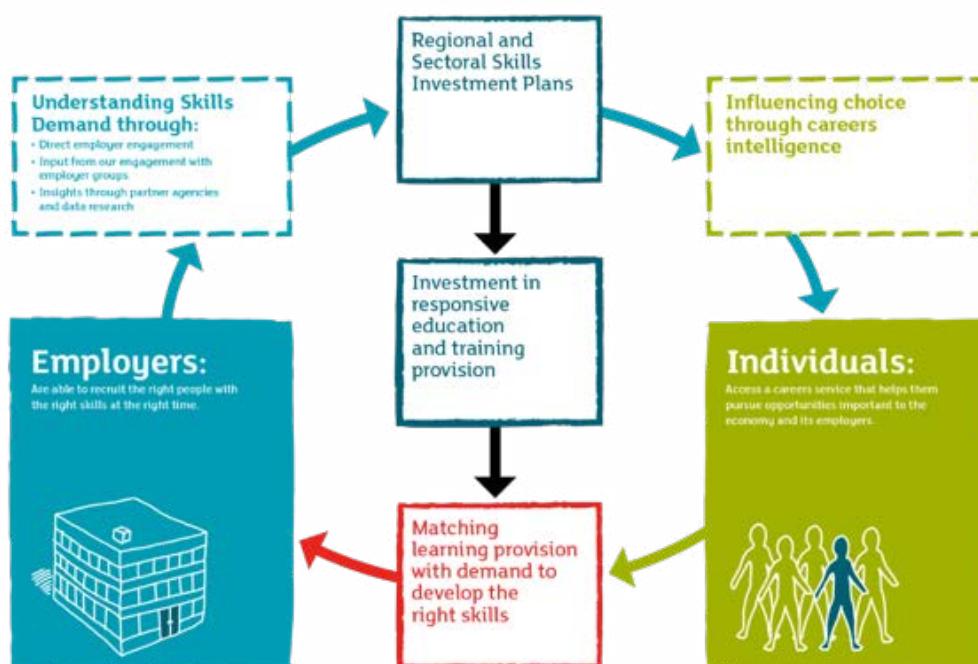 Regional and
Sectoral Skills
Investment Plans
Understanding Skills
Demand through:
• Direct employer engagement
• Input from our engagement with
employer groups
• Insights through partner agencies
and data research
Influencing choice
through careers
intelligence
Investment in
responsive
education
and training
provision
Employers:
Are able to recruit the right people with
the right skills at the right time.
Individuals:
Access a careers service that helps them
pursue opportunities important to the
economy and its employers.
Matching
learning provision
with demand to
develop the
right skills